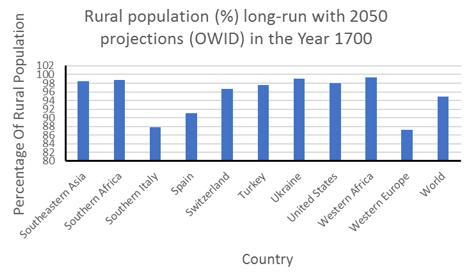 Rural population (%) long-run with 2050
projections (OWID) in the Year 1700
Percentage Of Rural Population
102
100
98
96
94
92
90
88
86
84
82
80
Southeastern Asia
Southern Africa
Southern Italy
Spain
Switzerland
Turkey
Ukraine
United States
Western Africa
Western Europe
World
Country